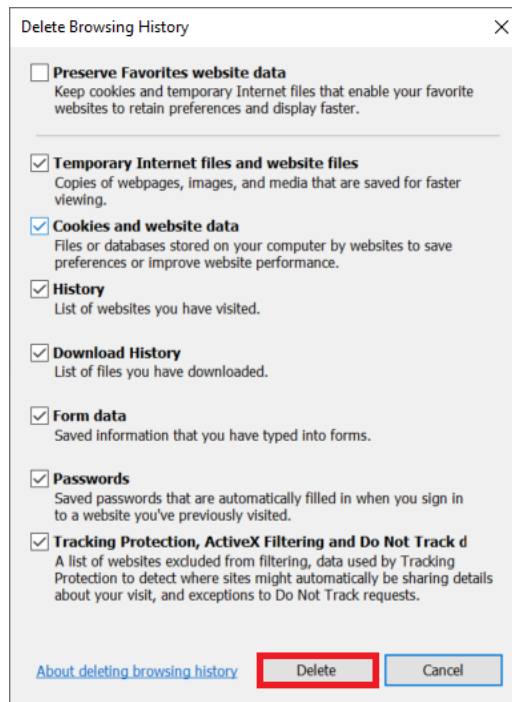 Delete Browsing History
Preserve Favorites website data
Keep cookies and temporary Internet files that enable your favorite
websites to retain preferences and display faster.
Temporary Internet files and website files
Copies of webpages, images, and media that are saved for faster
viewing.
Cookies and website data
Files or databases stored on your computer by websites to save
preferences or improve website performance.
History
List of websites you have visited.
Download History
List of files you have downloaded.
Form data
Saved information that you have typed into forms.
Passwords
Saved passwords that are automatically filled in when you sign in
to a website you've previously visited.
Tracking Protection, ActiveX Filtering and Do Not Track d
A list of websites excluded from filtering, data used by Tracking
Protection to detect where sites might automatically be sharing details
about your visit, and exceptions to Do Not Track requests.
About deleting browsing history Delete Cancel